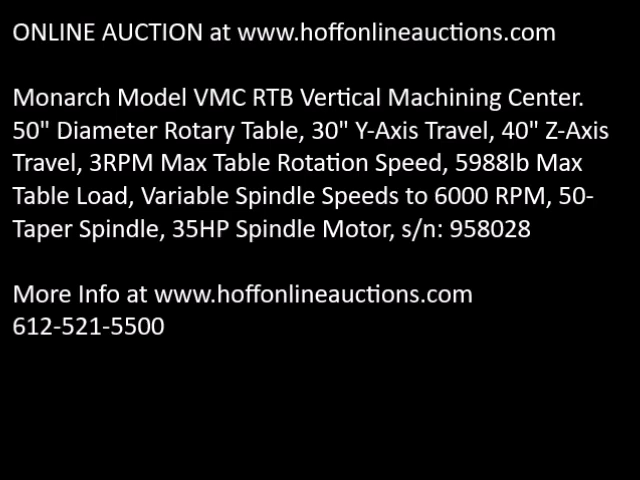 ONLINE AUCTION at www.hoffonlineauctions.com
Monarch Model VMC RTB Vertical Machining Center.
50" Diameter Rotary Table, 30" Y-Axis Travel, 40" Z-Axis
Travel, 3RPM Max Table Rotation Speed, 5988lb Max
Table Load, Variable Spindle Speeds to 6000 RPM, 50-
Taper Spindle, 35HP Spindle Motor, s/n: 958028
More Info at www.hoffonlineauctions.com
612-521-5500